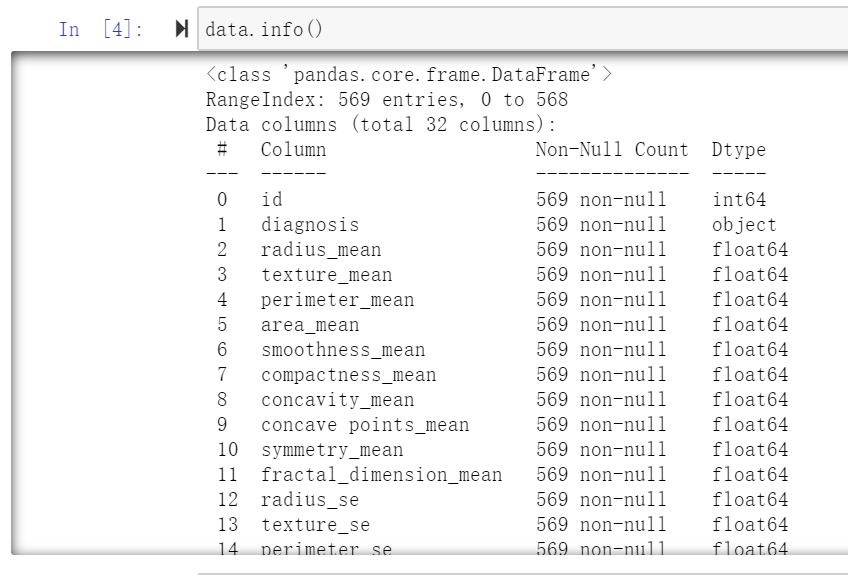 In [4]: data.info()
<class 'pandas.core.frame.DataFrame'>
RangeIndex: 569 entries, 0 to 568
Data columns (total 32 columns):
 #   Column                   Non-Null Count  Dtype
---  ------                   --------------  -----
 0   id                       569 non-null    int64
 1   diagnosis                569 non-null    object
 2   radius_mean              569 non-null    float64
 3   texture_mean             569 non-null    float64
 4   perimeter_mean           569 non-null    float64
 5   area_mean                569 non-null    float64
 6   smoothness_mean          569 non-null    float64
 7   compactness_mean         569 non-null    float64
 8   concavity_mean           569 non-null    float64
 9   concave points_mean      569 non-null    float64
 10  symmetry_mean            569 non-null    float64
 11  fractal_dimension_mean   569 non-null    float64
 12  radius_se                569 non-null    float64
 13  texture_se               569 non-null    float64
 14  perimeter_se             569 non-null    float64